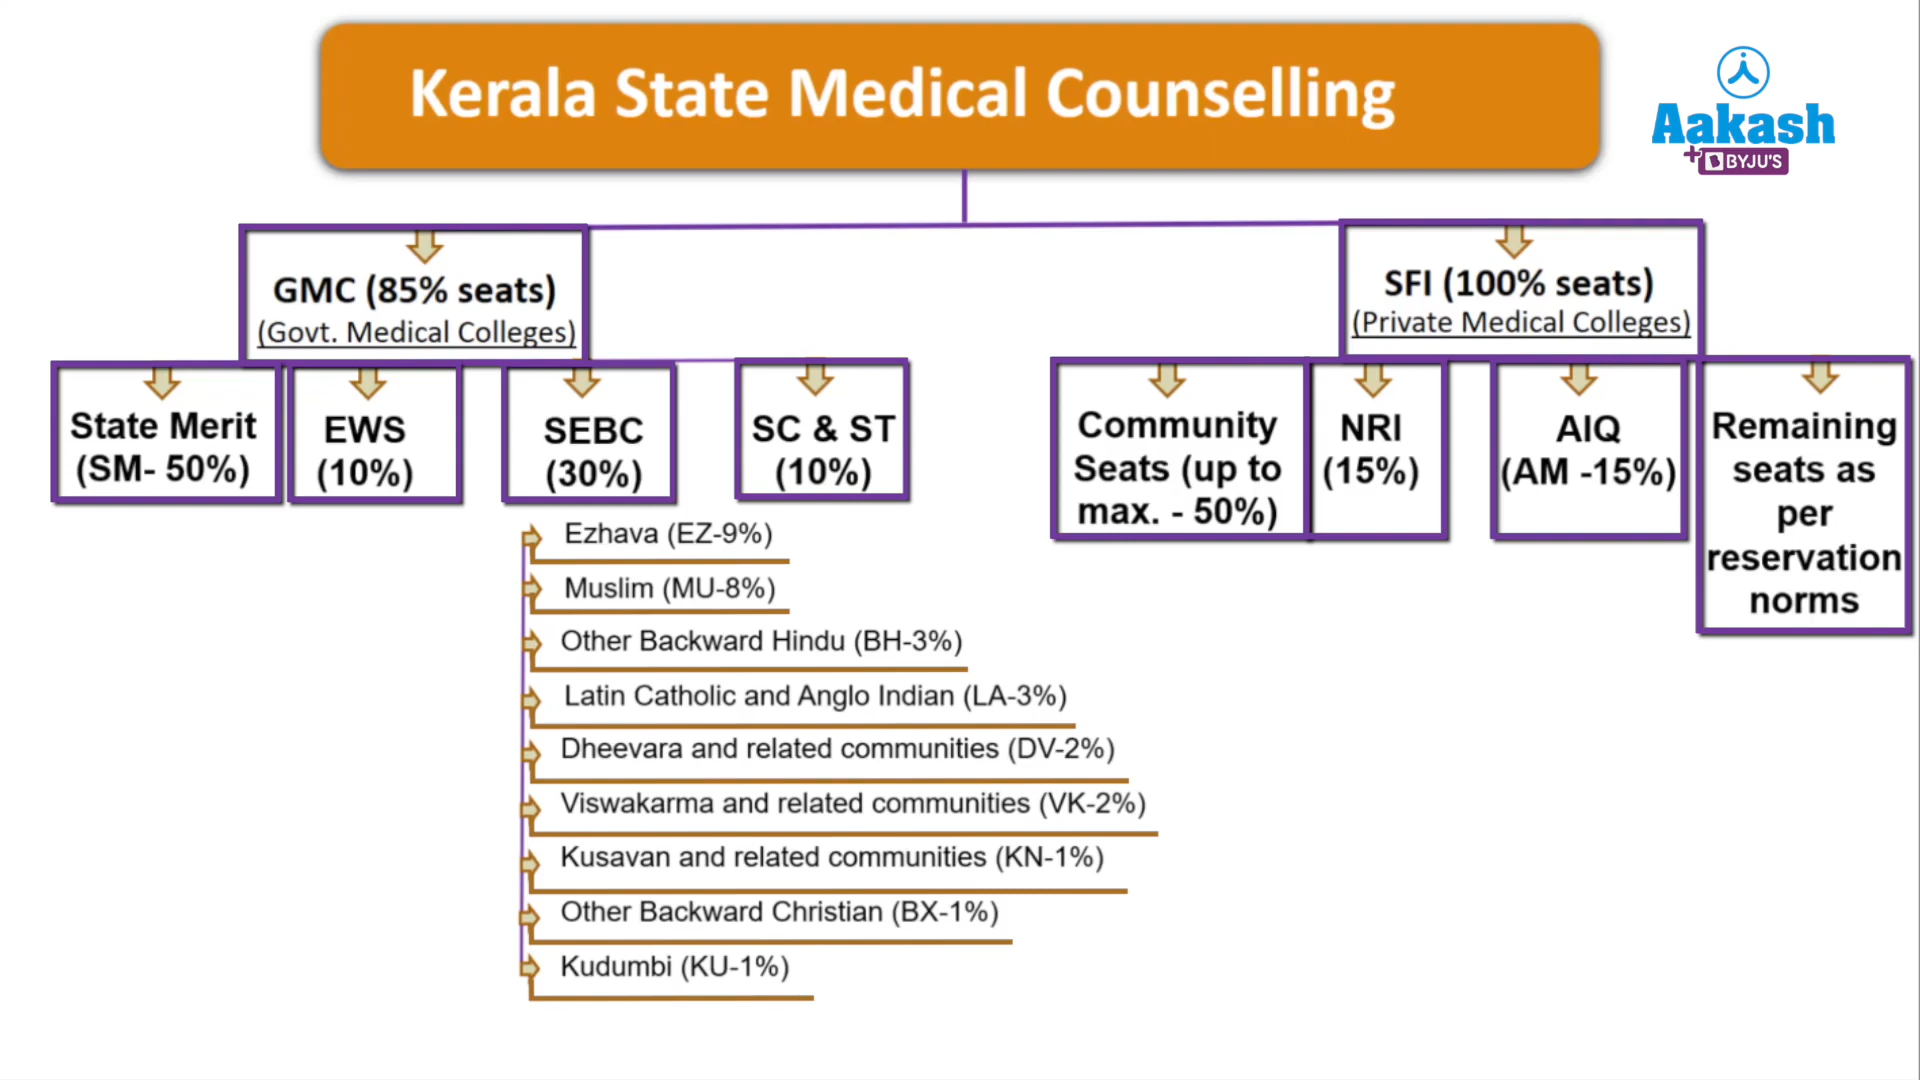 Kerala State Medical Counselling
Aakash
+BYJU'S
GMC (85% seats)
(Govt. Medical Colleges)
SFI (100% seats)
(Private Medical Colleges)
State Merit
(SM- 50%)
EWS
(10%)
SEBC
(30%)
SC & ST
(10%)
Community
Seats (up to
max. - 50%)
NRI
(15%)
AIQ
(AM -15%)
Remaining
seats as
per
reservation
norms
Ezhava (EZ-9%)
Muslim (MU-8%)
Other Backward Hindu (BH-3%)
Latin Catholic and Anglo Indian (LA-3%)
Dheevara and related communities (DV-2%)
Viswakarma and related communities (VK-2%)
Kusavan and related communities (KN-1%)
Other Backward Christian (BX-1%)
Kudumbi (KU-1%)